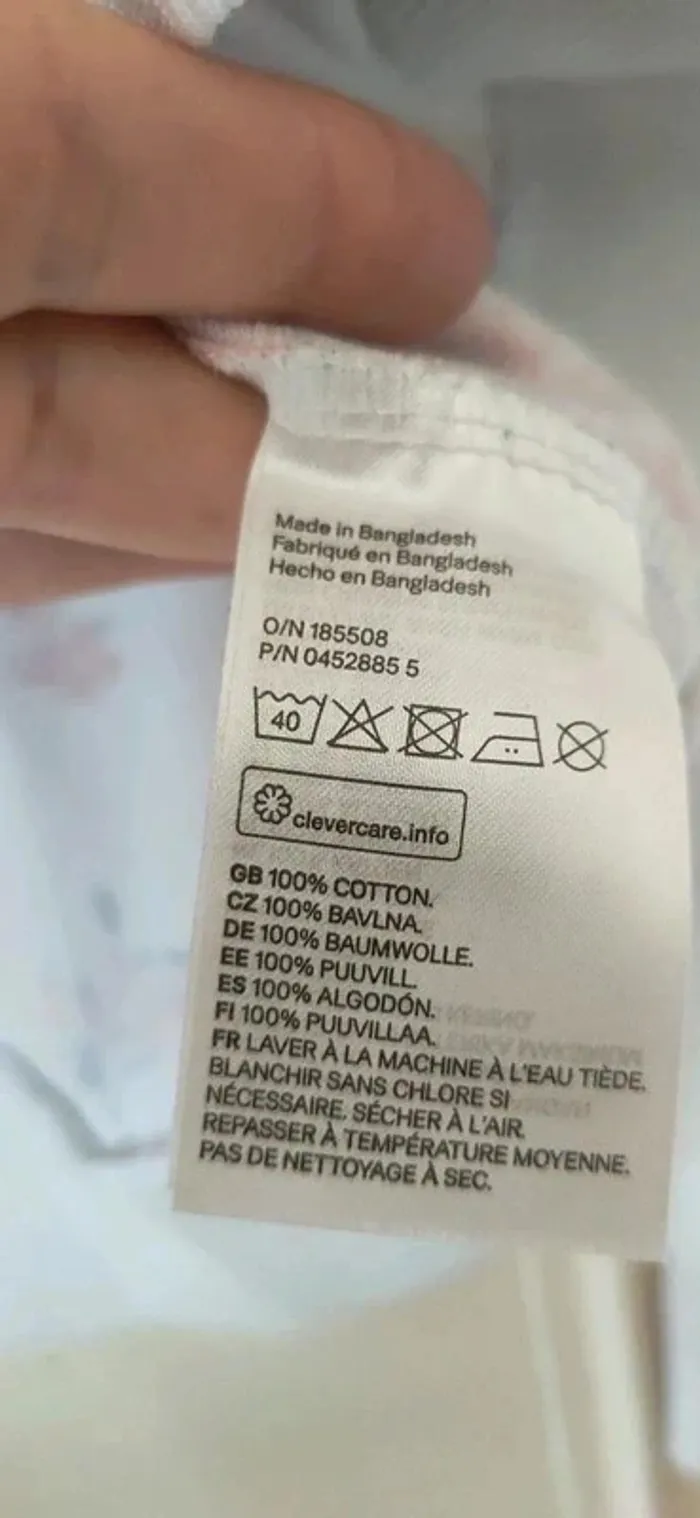 Made in Bangladesh
Fabriqué en Bangladesh
Hecho en Bangladesh
O/N 185508
P/N 0452885 5
40
clevercare.info
GB 100% COTTON.
CZ 100% BAVLNA.
DE 100% BAUMWOLLE.
EE 100% PUUVILL.
ES 100% ALGODÓN.
FI 100% PUUVILLAA.
FR LAVER À LA MACHINE À L'EAU TIÈDE.
BLANCHIR SANS CHLORE SI
NÉCESSAIRE. SÉCHER À L'AIR.
REPASSER À TEMPÉRATURE MOYENNE.
PAS DE NETTOYAGE À SEC.